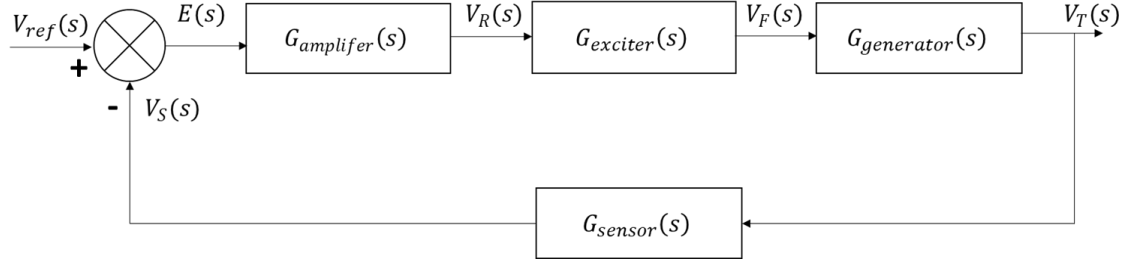 V_ref(s) E(s) V_R(s) V_F(s) V_T(s)
+ G_amplifer(s) G_exciter(s) G_generator(s)
- V_S(s)
G_sensor(s)